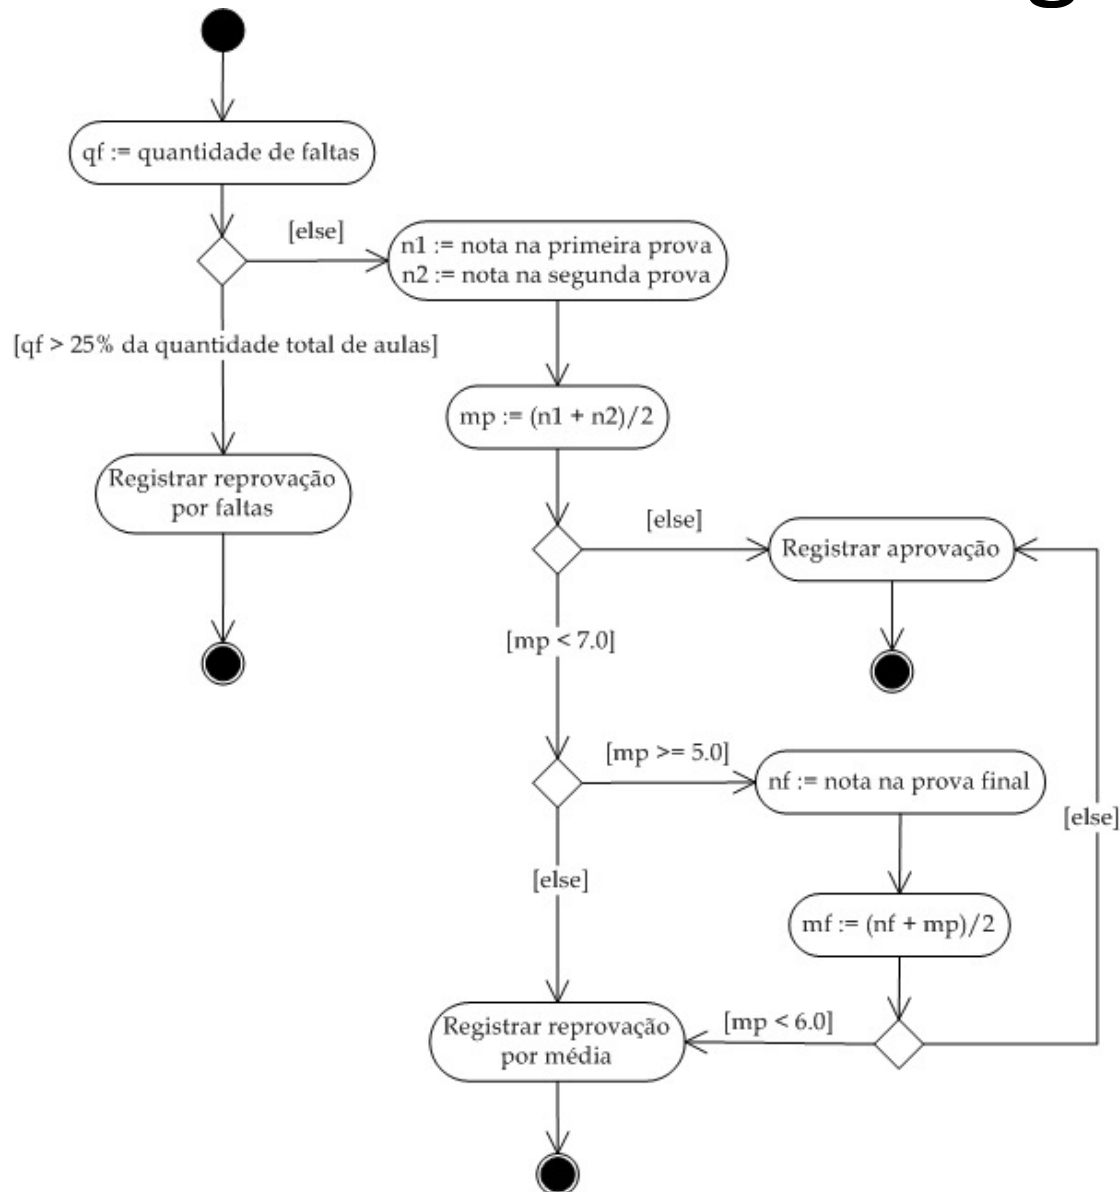 qf := quantidade de faltas
[else]
n1 := nota na primeira prova
n2 := nota na segunda prova
[qf > 25% da quantidade total de aulas]
mp := (n1 + n2)/2
Registrar reprovação
por faltas
[else]
Registrar aprovação
[mp < 7.0]
[mp >= 5.0]
nf := nota na prova final
[else]
[else]
mf := (nf + mp)/2
Registrar reprovação
por média
[mp < 6.0]